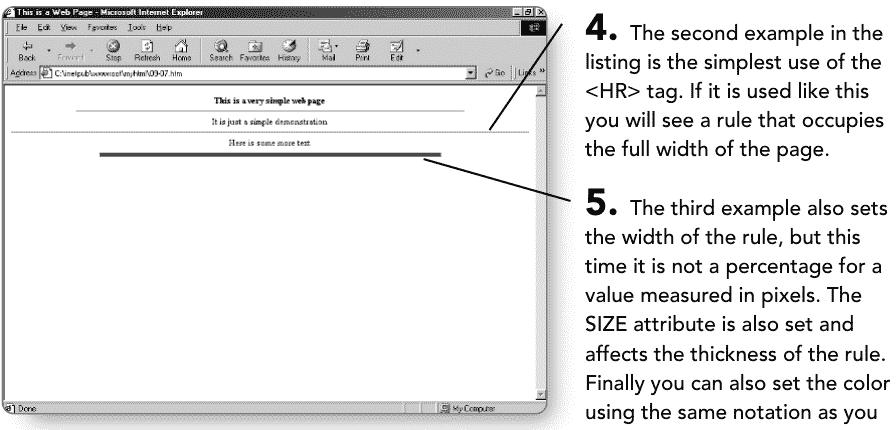 This is a Web Page - Microsoft Internet Explorer
File Edit View Favorites Tools Help
Back Forward Stop Refresh Home Search Favorites History Mail Print Edit
Address C:\inetpub\wwwroot\myhtml\09-07.htm Go Links »
This is a very simple web page
It is just a simple demonstration
Here is some more text
Done My Computer
4. The second example in the
listing is the simplest use of the
<HR> tag. If it is used like this
you will see a rule that occupies
the full width of the page.
5. The third example also sets
the width of the rule, but this
time it is not a percentage for a
value measured in pixels. The
SIZE attribute is also set and
affects the thickness of the rule.
Finally you can also set the color
using the same notation as you